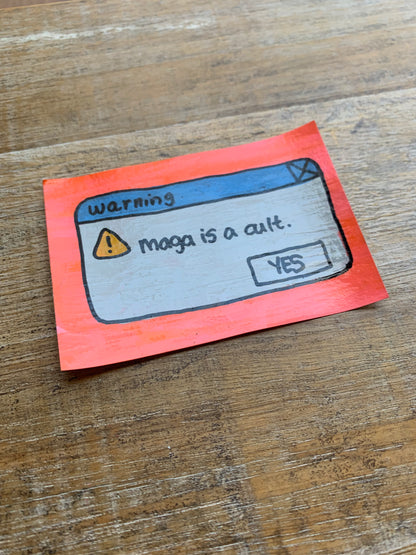 warning
! maga is a cult.
YES